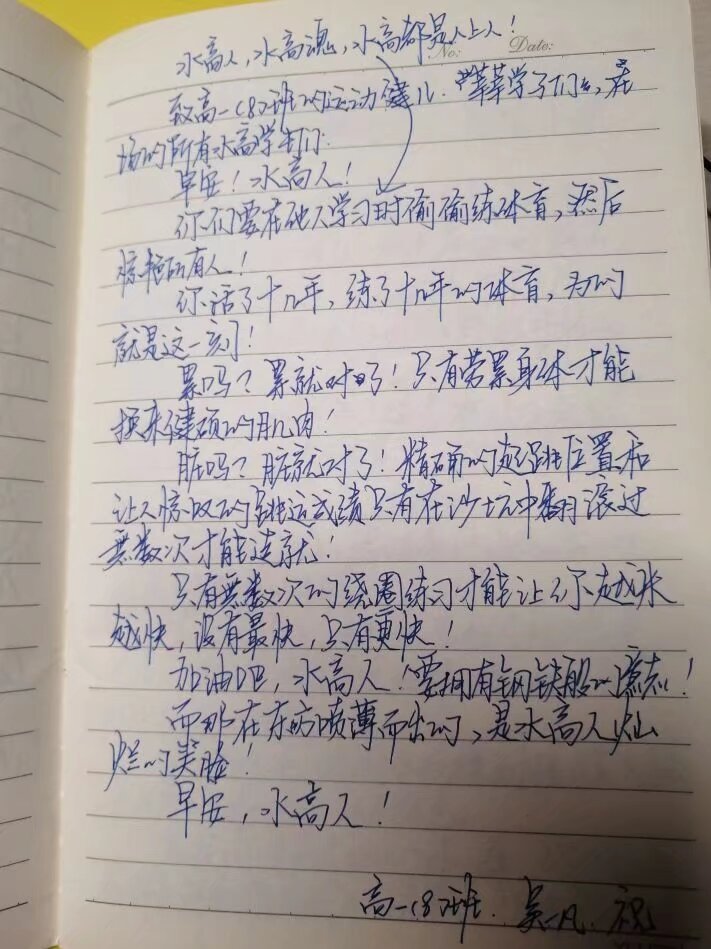 水高人,水高魂,水高都是人上人!
No: Date:
致高一(8)班的运动健儿、莘莘学子们、在
场的所有水高学生们:
早安!水高人!
你们要在他人学习时偷偷练体育,然后
惊艳所有人!
你活了十几年,练了十几年的体育,为的
就是这一刻!
累吗?累就对了!只有劳累身体才能
换来健硕的肌肉!
脏吗?脏就对了!精确的起跳位置和
让人惊叹的跳远成绩只有在沙坑中翻滚过
無数次才能造就!
只有無数次的绕圈练习才能让你越来
越快,没有最快,只有更快!
加油吧,水高人!要拥有钢铁般的意志!
而那在东方喷薄而出的,是水高人灿
烂的笑脸!
早安,水高人!
高一(8)班、吴一凡、祝